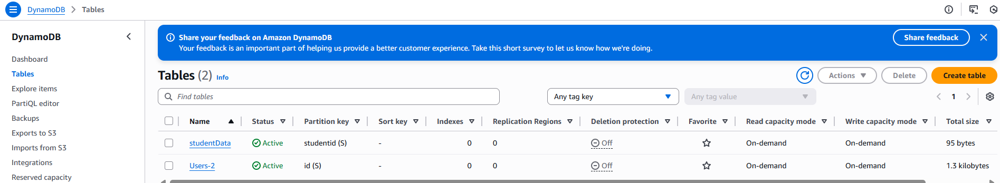 DynamoDB > Tables
DynamoDB
Dashboard
Tables
Explore items
PartiQL editor
Backups
Exports to S3
Imports from S3
Integrations
Reserved capacity
Share your feedback on Amazon DynamoDB
Your feedback is an important part of helping us provide a better customer experience. Take this short survey to let us know how we're doing.
Share feedback
Tables (2) Info
Actions Delete Create table
Find tables Any tag key Any tag value 1
Name Status Partition key Sort key Indexes Replication Regions Deletion protection Favorite Read capacity mode Write capacity mode Total size
studentData Active studentid (S) - 0 0 Off On-demand On-demand 95 bytes
Users-2 Active id (S) - 0 0 Off On-demand On-demand 1.3 kilobytes